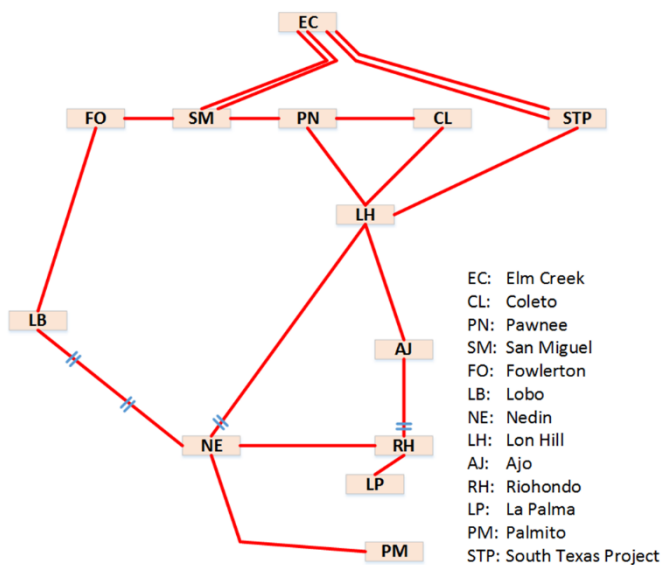 EC
FO
SM
PN
CL
STP
LH
LB
AJ
NE
RH
LP
PM
EC: Elm Creek
CL: Coleto
PN: Pawnee
SM: San Miguel
FO: Fowlerton
LB: Lobo
NE: Nedin
LH: Lon Hill
AJ: Ajo
RH: Riohondo
LP: La Palma
PM: Palmito
STP: South Texas Project